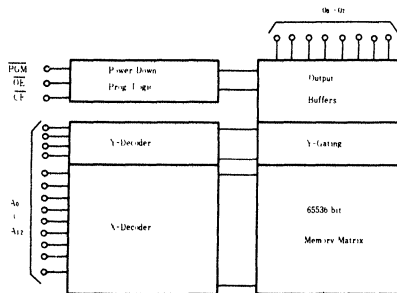 O0 - O7
PGM
OE
CE
Power Down
Prog Logic
Output
Buffers
Y-Decoder
Y-Gating
A0
A12
X-Decoder
65536 bit
Memory Matrix